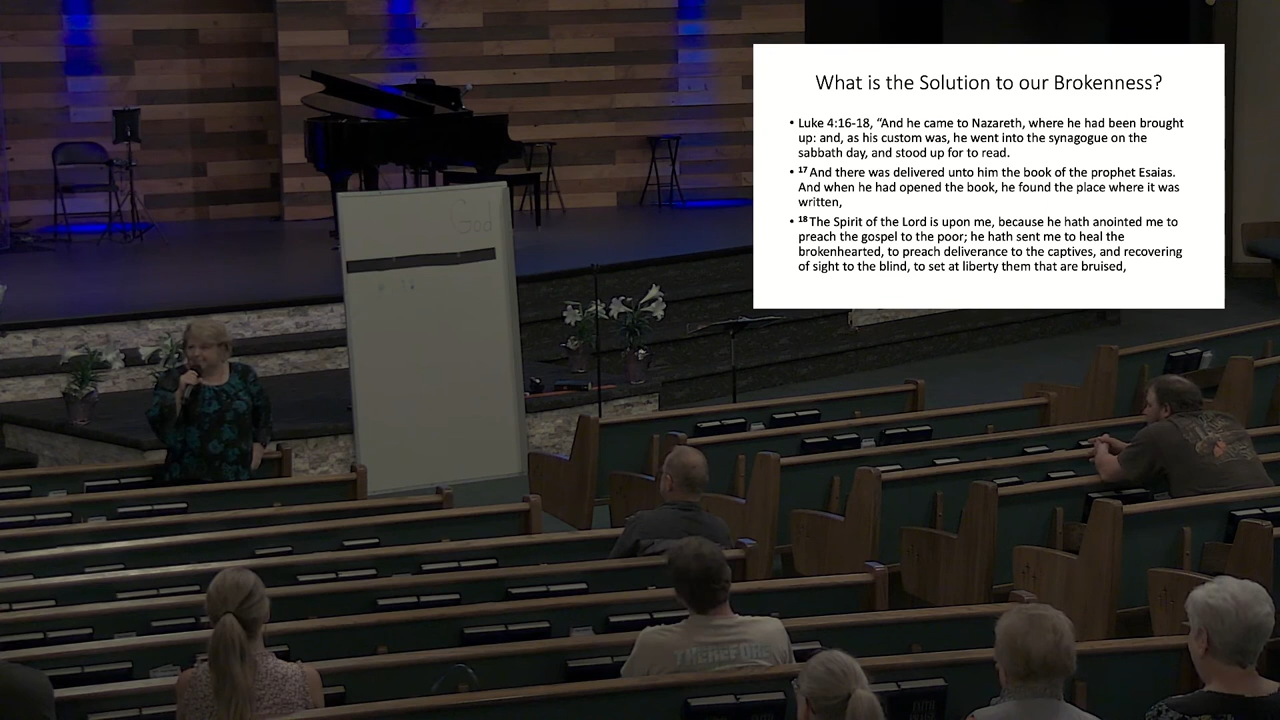 What is the Solution to our Brokenness?
• Luke 4:16-18, “And he came to Nazareth, where he had been brought
up: and, as his custom was, he went into the synagogue on the
sabbath day, and stood up for to read.
• 17 And there was delivered unto him the book of the prophet Esaias.
And when he had opened the book, he found the place where it was
written,
• 18 The Spirit of the Lord is upon me, because he hath anointed me to
preach the gospel to the poor; he hath sent me to heal the
brokenhearted, to preach deliverance to the captives, and recovering
of sight to the blind, to set at liberty them that are bruised,
God
THEREFORE